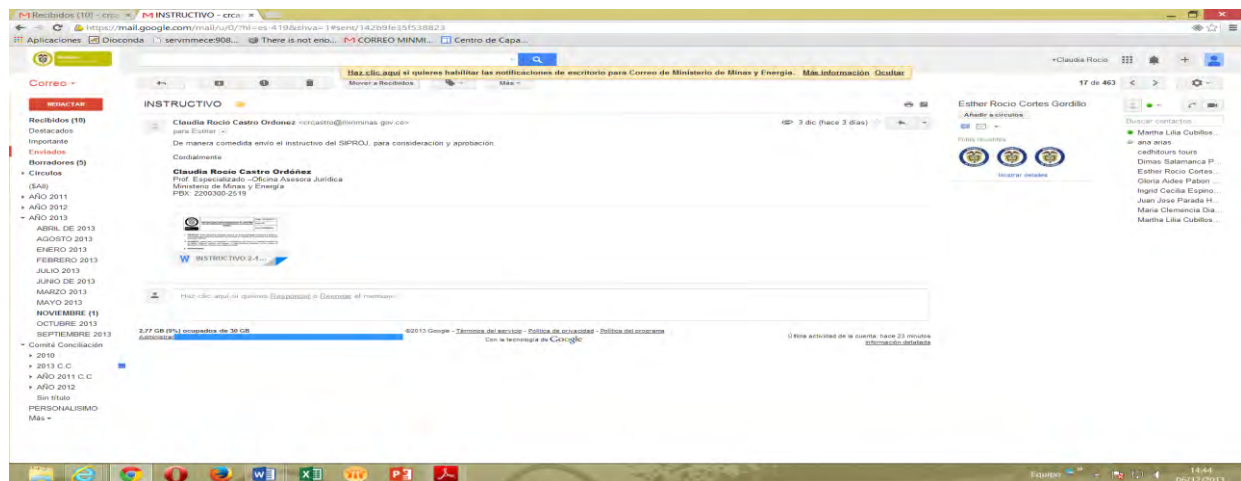 Recibidos (10) - crc
INSTRUCTIVO - crca
https://mail.google.com/mail/u/0/?hl=es-419&shva=1#sent/142b9fe35f538823
Aplicaciones Dioconda servmmece:908... There is not eno... CORREO MINMI... Centro de Capa...
+Claudia Rocio
Haz clic aquí si quieres habilitar las notificaciones de escritorio para Correo de Ministerio de Minas y Energía. Más información Ocultar
Correo
Mover a Recibidos
Más
17 de 463
REDACTAR
Recibidos (10)
Destacados
Importante
Enviados
Borradores (5)
Círculos
($All)
AÑO 2011
AÑO 2012
AÑO 2013
ABRIL DE 2013
AGOSTO 2013
ENERO 2013
FEBRERO 2013
JULIO 2013
JUNIO DE 2013
MARZO 2013
MAYO 2013
NOVIEMBRE (1)
OCTUBRE 2013
SEPTIEMBRE 2013
Comité Conciliación
2010
2013 C.C
AÑO 2011 C.C
AÑO 2012
Sin título
PERSONALISIMO
Más
INSTRUCTIVO
Claudia Rocio Castro Ordonez <crcastro@minminas.gov.co>
3 dic (hace 3 días)
para Esther
De manera comedida envío el instructivo del SIPROJ, para consideración y aprobación.
Cordialmente
Claudia Rocio Castro Ordóñez
Prof. Especializado –Oficina Asesora Jurídica
Ministerio de Minas y Energía
PBX: 2200300-2519
W INSTRUCTIVO 2-1...
Haz clic aquí si quieres Responder o Reenviar el mensaje
2,77 GB (9%) ocupados de 30 GB
Administrar
©2013 Google - Términos del servicio - Política de privacidad - Política del programa
Con la tecnología de Google
Última actividad de la cuenta: hace 23 minutos
Información detallada
Esther Rocio Cortes Gordillo
Añadir a círculos
Fotos recientes
Mostrar detalles
Buscar contactos
Martha Lilia Cubillos...
ana arias
cedhitours tours
Dimas Salamanca P...
Esther Rocio Cortes...
Gloria Aides Pabon ...
Ingrid Cecilia Espino...
Juan Jose Parada H...
Maria Clemencia Dia...
Martha Lilia Cubillos...
Equipo
14:44
06/12/2013